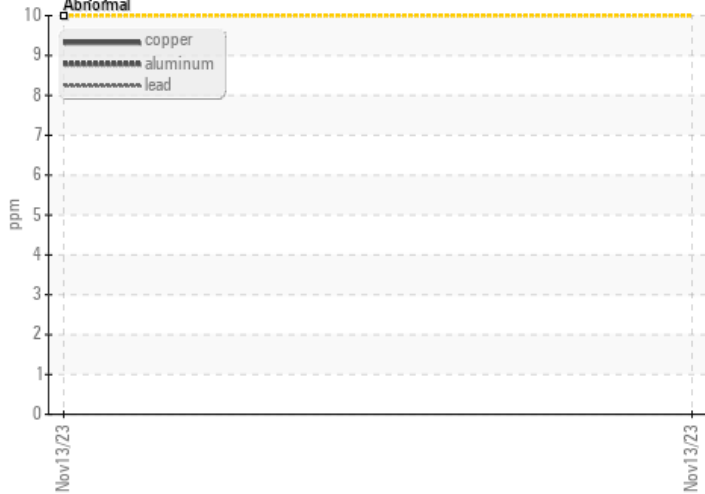 Abnormal
10
copper
9
aluminum
lead
8
7
6
ppm
5
4
3
2
1
0
Nov13/23
Nov13/23